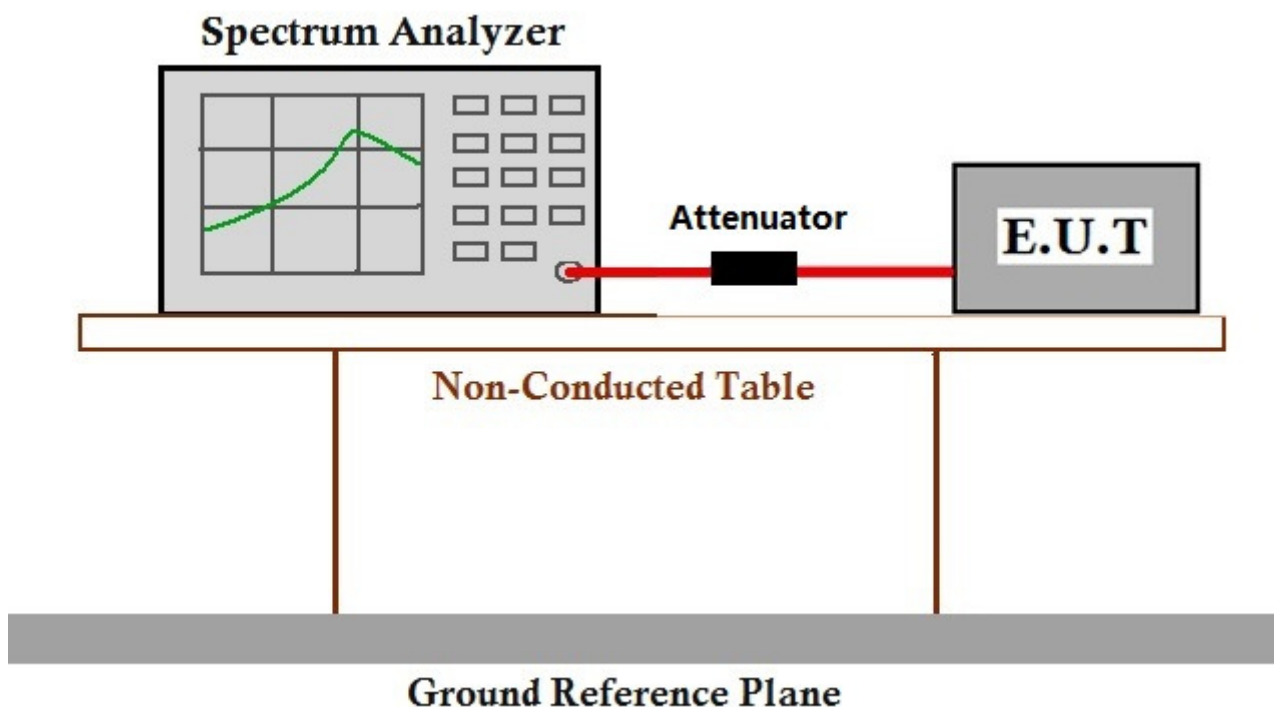 Spectrum Analyzer
Attenuator
E.U.T
Non-Conducted Table
Ground Reference Plane